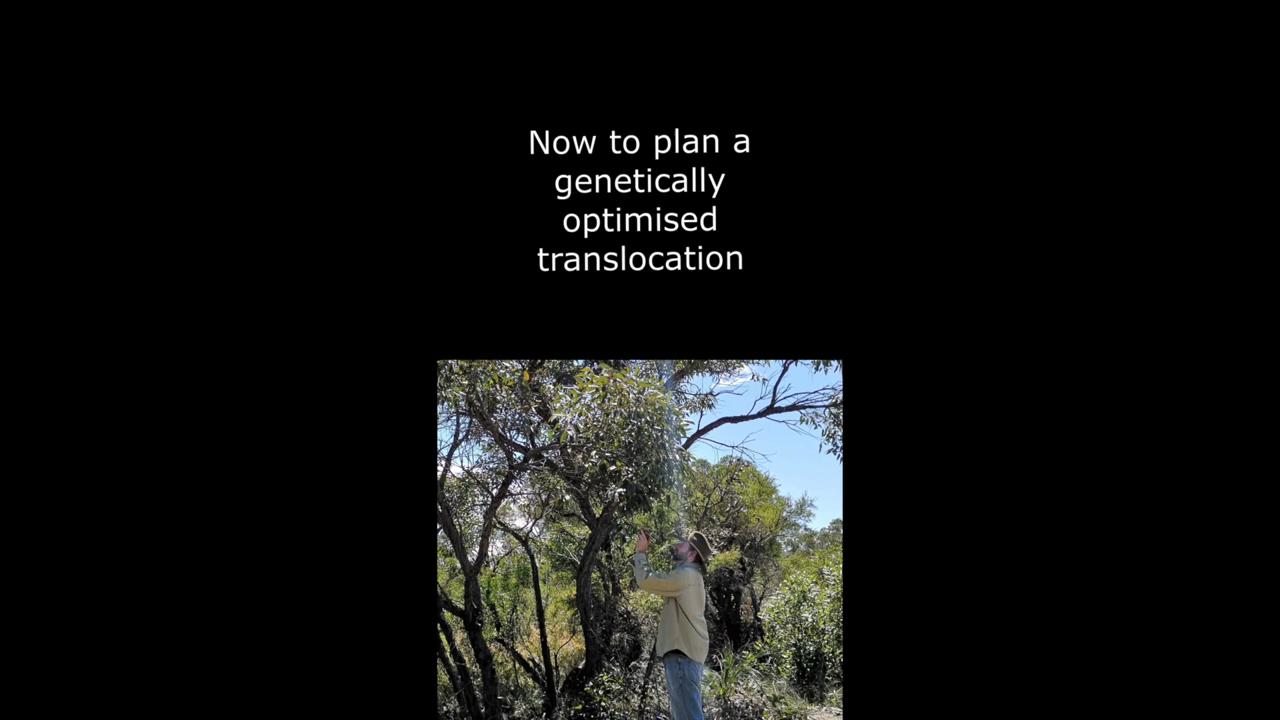 Now to plan a
genetically
optimised
translocation